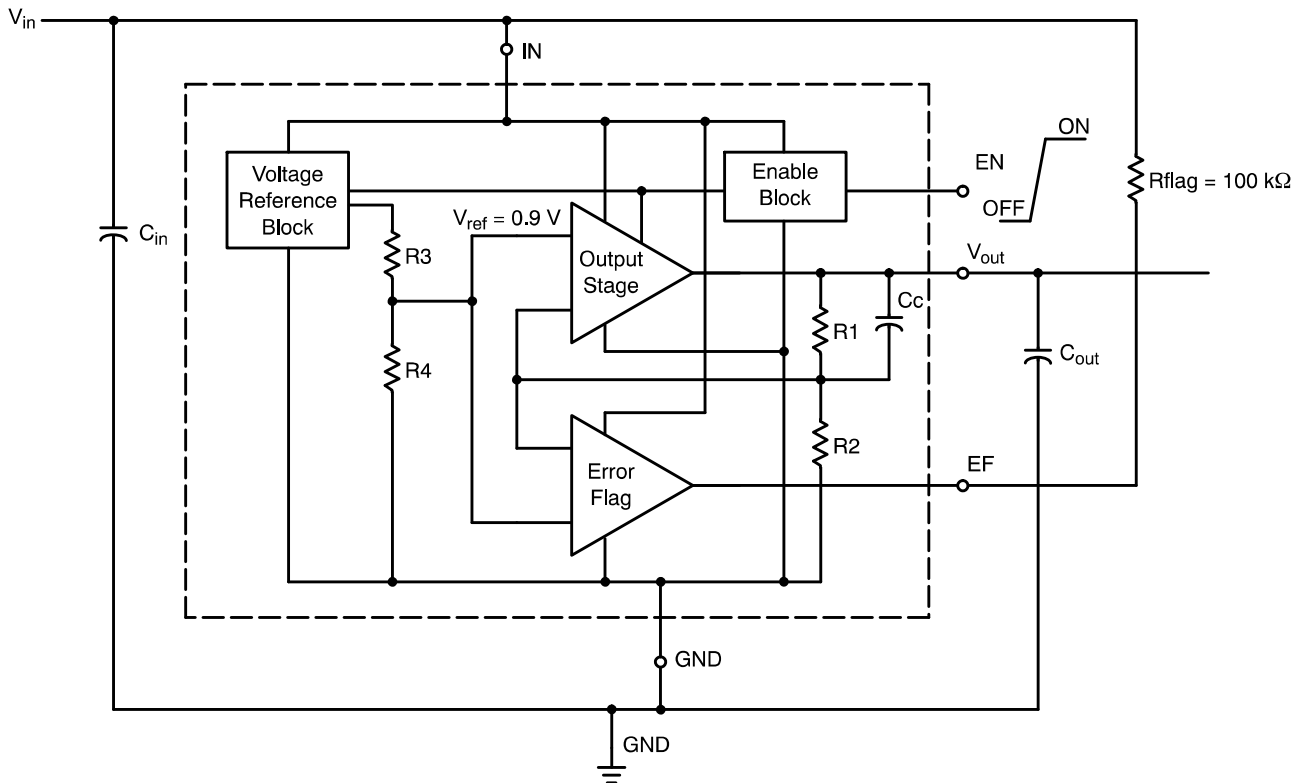 Vin
IN
Cin
Voltage
Reference
Block
R3
R4
Vref = 0.9 V
Output
Stage
Enable
Block
EN
ON
OFF
Rflag = 100 kΩ
Vout
Cc
R1
Cout
R2
Error
Flag
EF
GND
GND